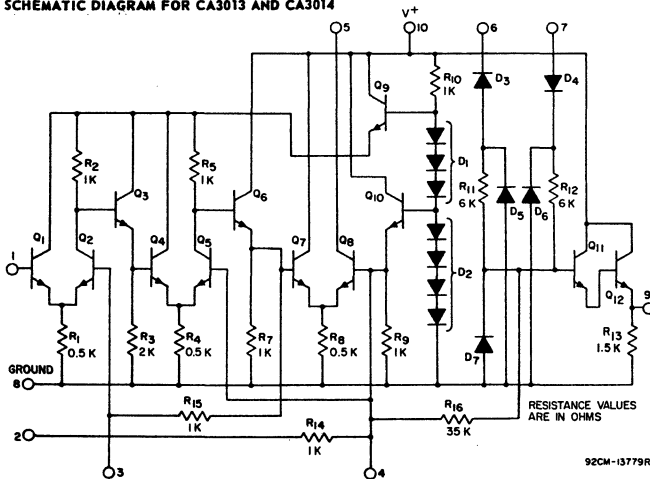 SCHEMATIC DIAGRAM FOR CA3013 AND CA3014
5
V+
10
6
7
Q9
R10
1K
D3
D4
R2
1K
R5
1K
Q3
Q6
D1
Q10
R11
6K
D5
D6
R12
6K
1
Q1
Q2
Q4
Q5
Q7
Q8
D2
Q11
Q12
9
R1
0.5 K
R3
2K
R4
0.5K
R7
1K
R8
0.5K
R9
1K
D7
R13
1.5 K
GROUND
8
R15
1K
R16
35 K
RESISTANCE VALUES
ARE IN OHMS
2
R14
1K
3
4
92CM-13779R